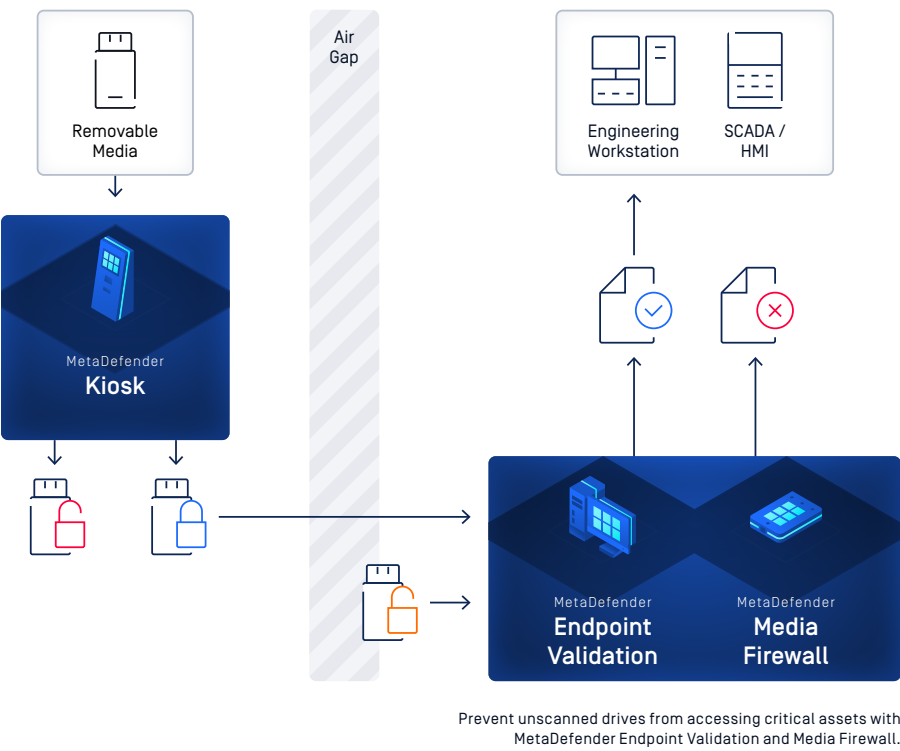 Removable
Media
Air
Gap
Engineering
Workstation
SCADA /
HMI
MetaDefender
Kiosk
MetaDefender
Endpoint
Validation
MetaDefender
Media
Firewall
Prevent unscanned drives from accessing critical assets with
MetaDefender Endpoint Validation and Media Firewall.